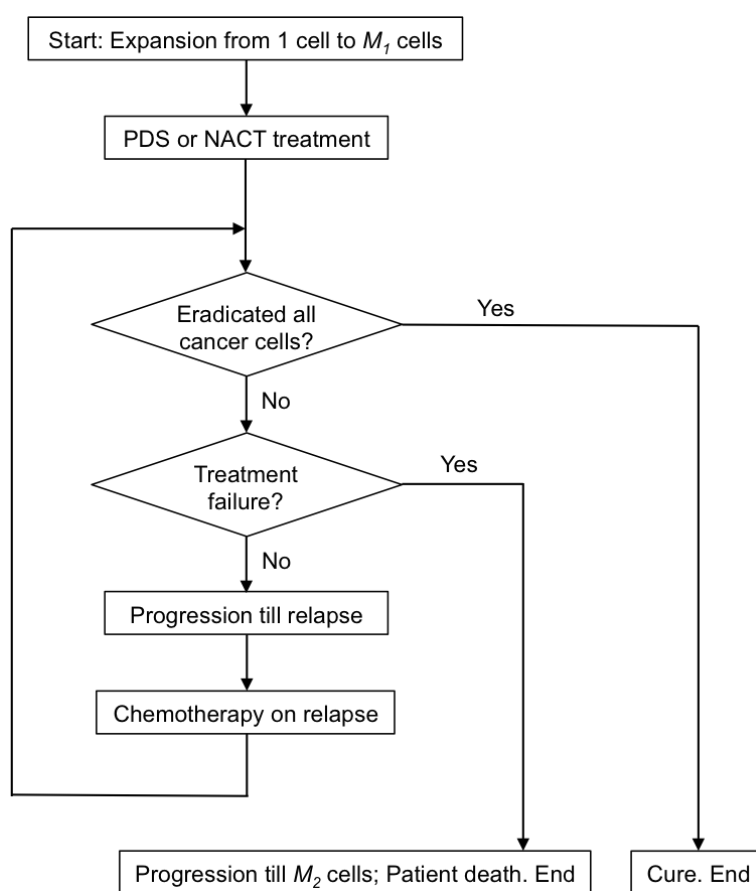 Start: Expansion from 1 cell to M1 cells
PDS or NACT treatment
Eradicated all
cancer cells?
Yes
No
Treatment
failure?
Yes
No
Progression till relapse
Chemotherapy on relapse
Progression till M2 cells; Patient death. End
Cure. End